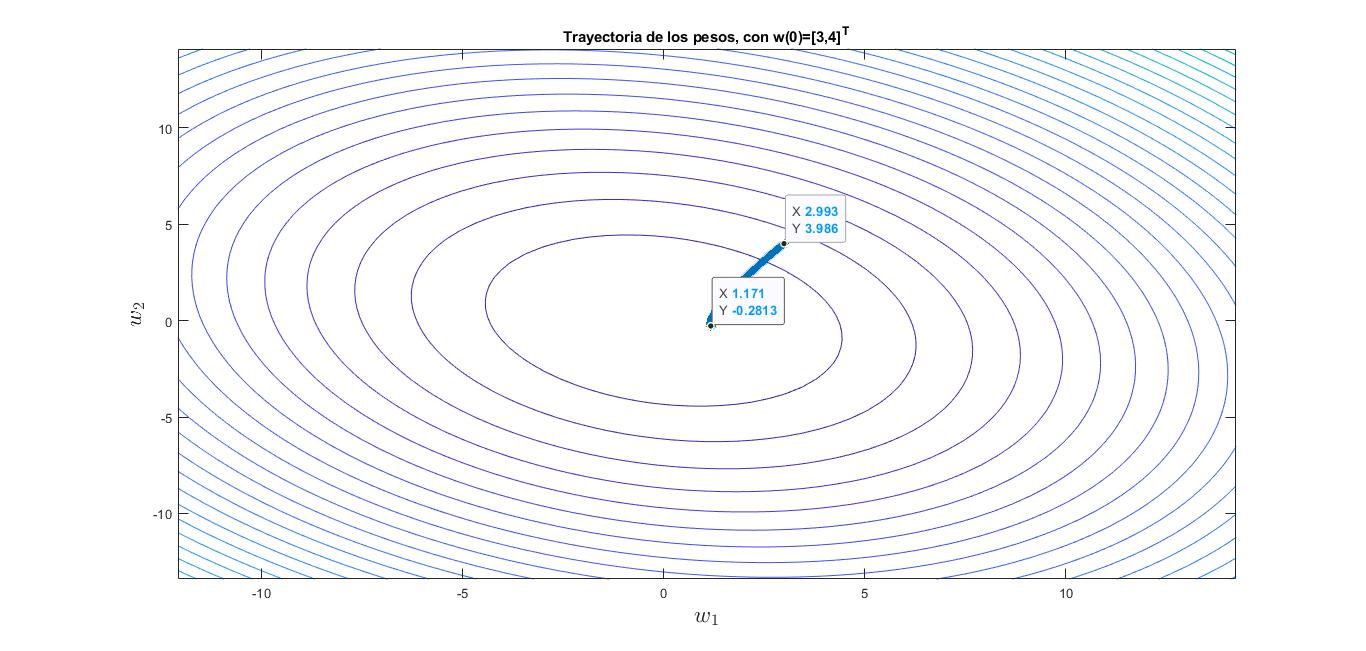 Trayectoria de los pesos, con w(0)=[3,4]^T
10
5
0
-5
-10
w_2
X 2.993
Y 3.986
X 1.171
Y -0.2813
-10
-5
0
5
10
w_1